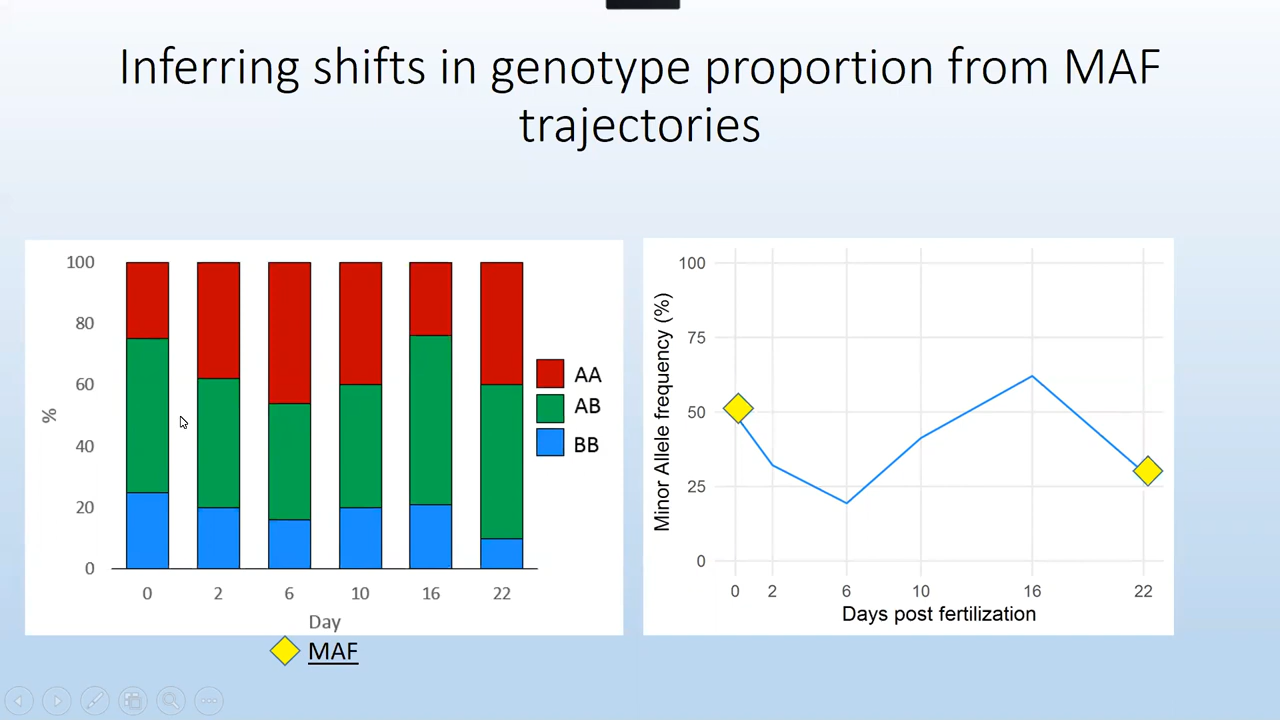 Inferring shifts in genotype proportion from MAF
trajectories
100
80
60
40
20
0
%
0 2 6 10 16 22
Day
AA
AB
BB
MAF
100
75
50
25
0
Minor Allele frequency (%)
0 2 6 10 16 22
Days post fertilization